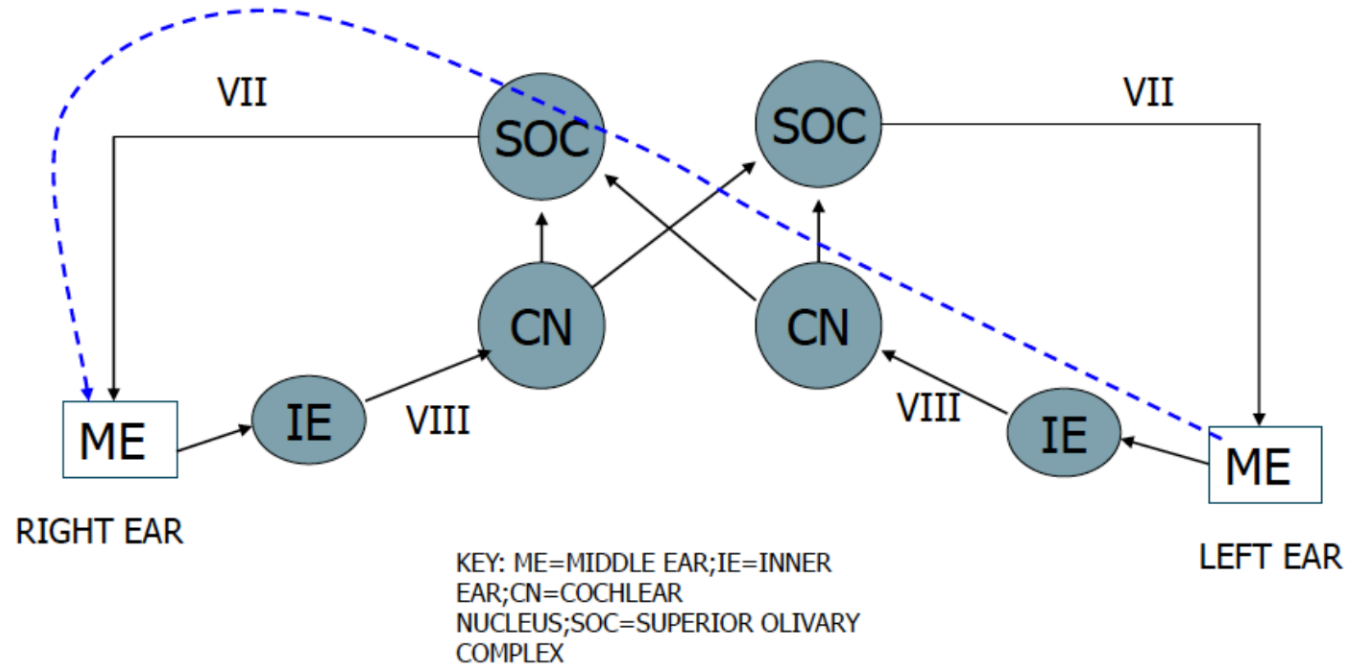 VII
VII
SOC
SOC
CN
CN
IE
VIII
VIII
IE
ME
ME
RIGHT EAR
LEFT EAR
KEY: ME=MIDDLE EAR;IE=INNER
EAR;CN=COCHLEAR
NUCLEUS;SOC=SUPERIOR OLIVARY
COMPLEX